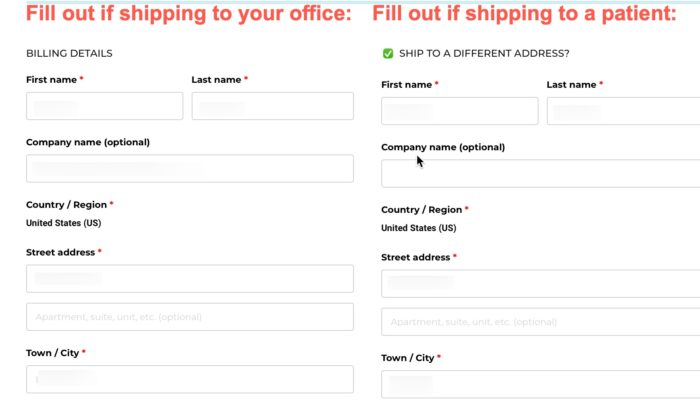 Fill out if shipping to your office:
BILLING DETAILS
First name *
Last name *
Company name (optional)
Country / Region *
United States (US)
Street address *
Apartment, suite, unit, etc. (optional)
Town / City *
Fill out if shipping to a patient:
SHIP TO A DIFFERENT ADDRESS?
First name *
Last name *
Company name (optional)
Country / Region *
United States (US)
Street address *
Apartment, suite, unit, etc. (optional)
Town / City *